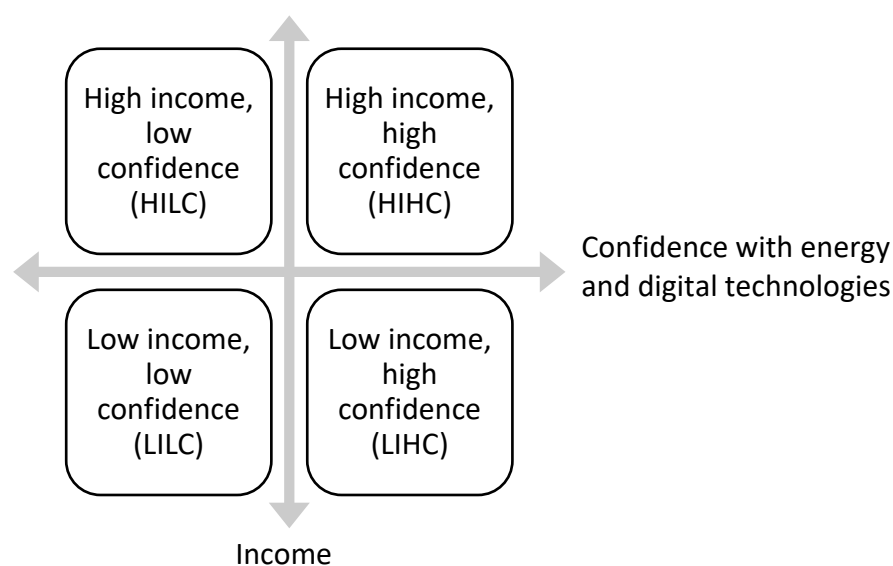 High income,
low
confidence
(HILC)
High income,
high
confidence
(HIHC)
Confidence with energy
and digital technologies
Low income,
low
confidence
(LILC)
Low income,
high
confidence
(LIHC)
Income